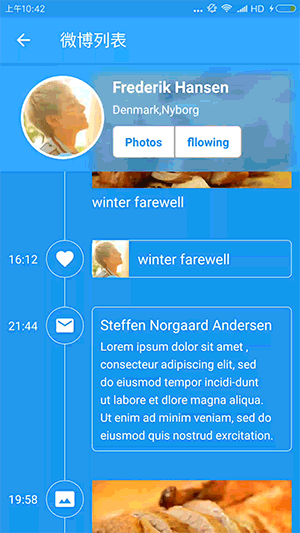 上午10:42
... HD
微博列表
Frederik Hansen
Denmark,Nyborg
Photos
fllowing
winter farewell
16:12
winter farewell
21:44
Steffen Norgaard Andersen
Lorem ipsum dolor sit amet ,
consecteur adipiscing elit, sed
do eiusmod tempor incidi-dunt
ut labore et dlore magna aliqua.
Ut enim ad minim veniam, sed do
eiusmod quis nostrud exrcitation.
19:58